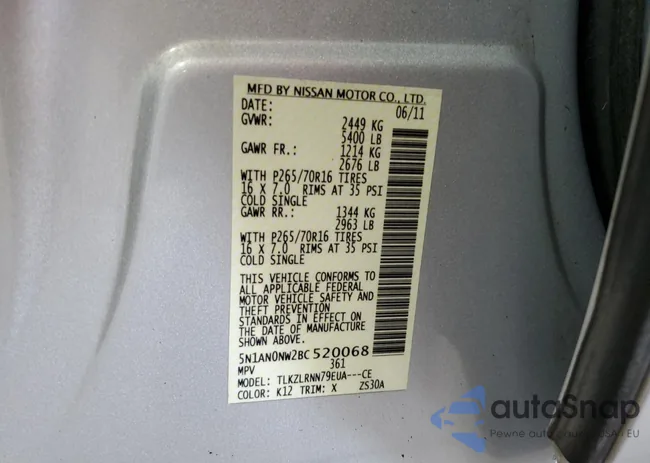 MFD BY NISSAN MOTOR CO., LTD.
DATE: 06/11
GVWR: 2449 KG
5400 LB
GAWR FR.: 1214 KG
2676 LB
WITH P265/70R16 TIRES
16 X 7.0 RIMS AT 35 PSI
COLD SINGLE
GAWR RR.: 1344 KG
2963 LB
WITH P265/70R16 TIRES
16 X 7.0 RIMS AT 35 PSI
COLD SINGLE
THIS VEHICLE CONFORMS TO
ALL APPLICABLE FEDERAL
MOTOR VEHICLE SAFETY AND
THEFT PREVENTION
STANDARDS IN EFFECT ON
THE DATE OF MANUFACTURE
SHOWN ABOVE.
5N1AN0NW2BC520068
MPV 361
MODEL: TLKZLRNN79EUA---CE
COLOR: K12 TRIM: X ZS30A
autoSnap
Pewne auto z USA i EU